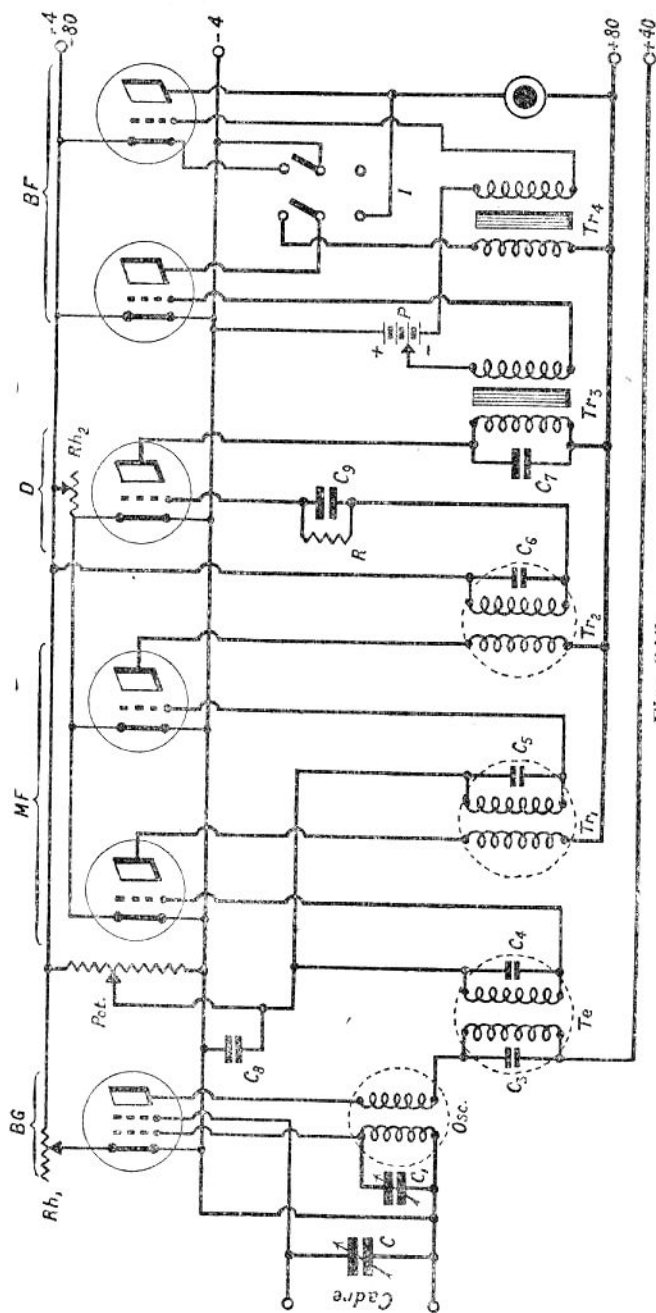 BG
MF
D
BF
+4
-80
Rh₁
Pot.
Rh₂
-4
C₈
R
C₉
+
P
-
I
Cadre
C
C₁
Osc.
C₃
C₄
Te
C₅
Tr₁
C₆
Tr₂
C₇
Tr₃
Tr₄
+80
+40